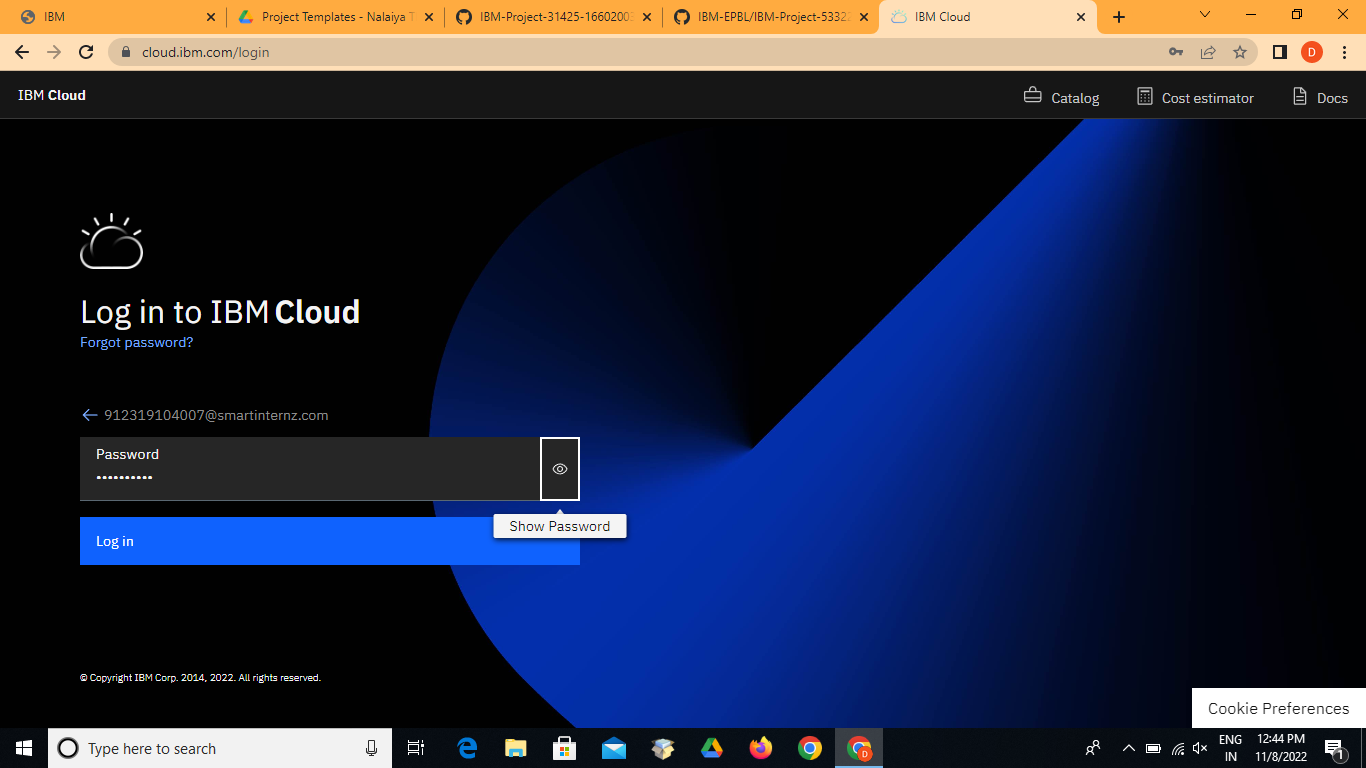 IBM
Project Templates - Nalaiya T
IBM-Project-31425-1660200
IBM-EPBL/IBM-Project-5332
IBM Cloud
cloud.ibm.com/login
D
IBM Cloud
Catalog
Cost estimator
Docs
Log in to IBM Cloud
Forgot password?
912319104007@smartinternz.com
Password
Show Password
Log in
© Copyright IBM Corp. 2014, 2022. All rights reserved.
Cookie Preferences
Type here to search
D
ENG
IN
12:44 PM
11/8/2022
1